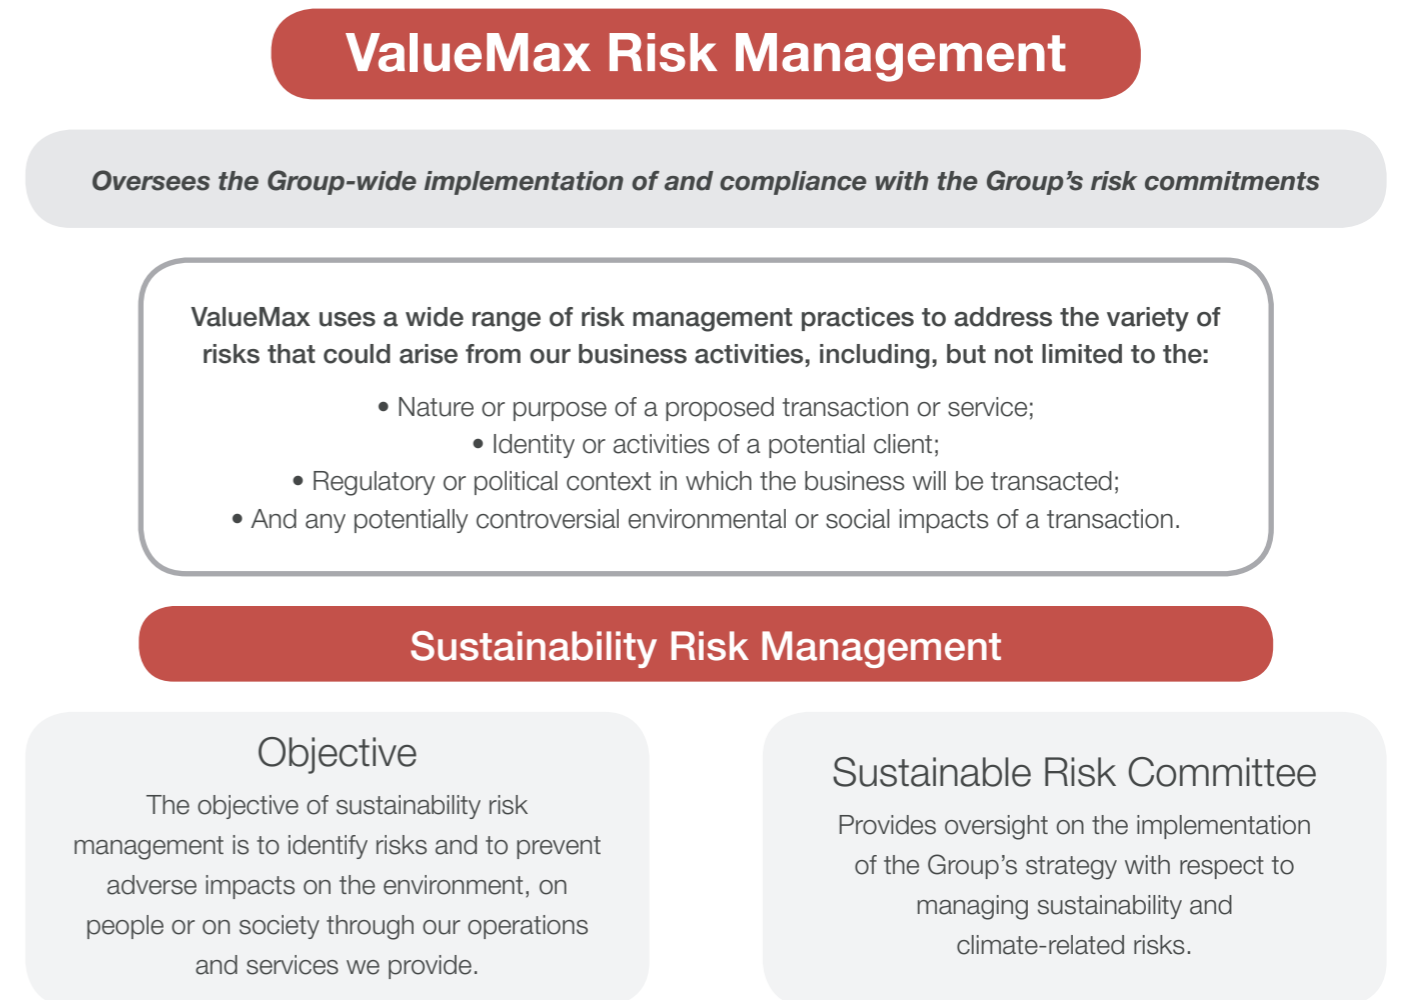 ValueMax Risk Management
Oversees the Group-wide implementation of and compliance with the Group’s risk commitments
ValueMax uses a wide range of risk management practices to address the variety of
risks that could arise from our business activities, including, but not limited to the:
• Nature or purpose of a proposed transaction or service;
• Identity or activities of a potential client;
• Regulatory or political context in which the business will be transacted;
• And any potentially controversial environmental or social impacts of a transaction.
Sustainability Risk Management
Objective
The objective of sustainability risk
management is to identify risks and to prevent
adverse impacts on the environment, on
people or on society through our operations
and services we provide.
Sustainable Risk Committee
Provides oversight on the implementation
of the Group’s strategy with respect to
managing sustainability and
climate-related risks.